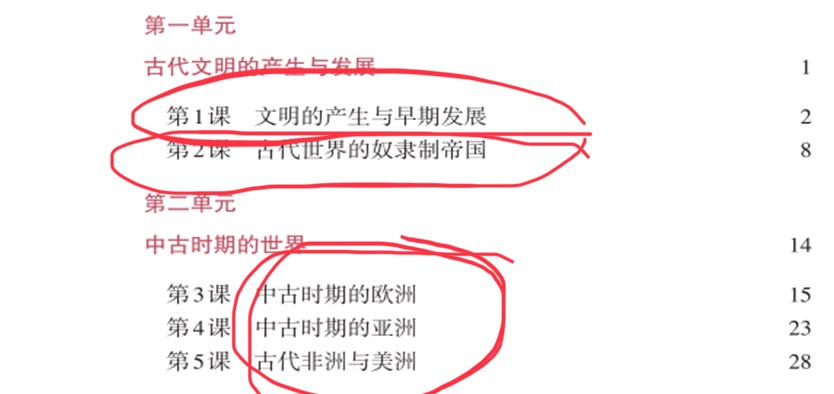 第一单元
古代文明的产生与发展 1
第1课 文明的产生与早期发展 2
第2课 古代世界的奴隶制帝国 8
第二单元
中古时期的世界 14
第3课 中古时期的欧洲 15
第4课 中古时期的亚洲 23
第5课 古代非洲与美洲 28